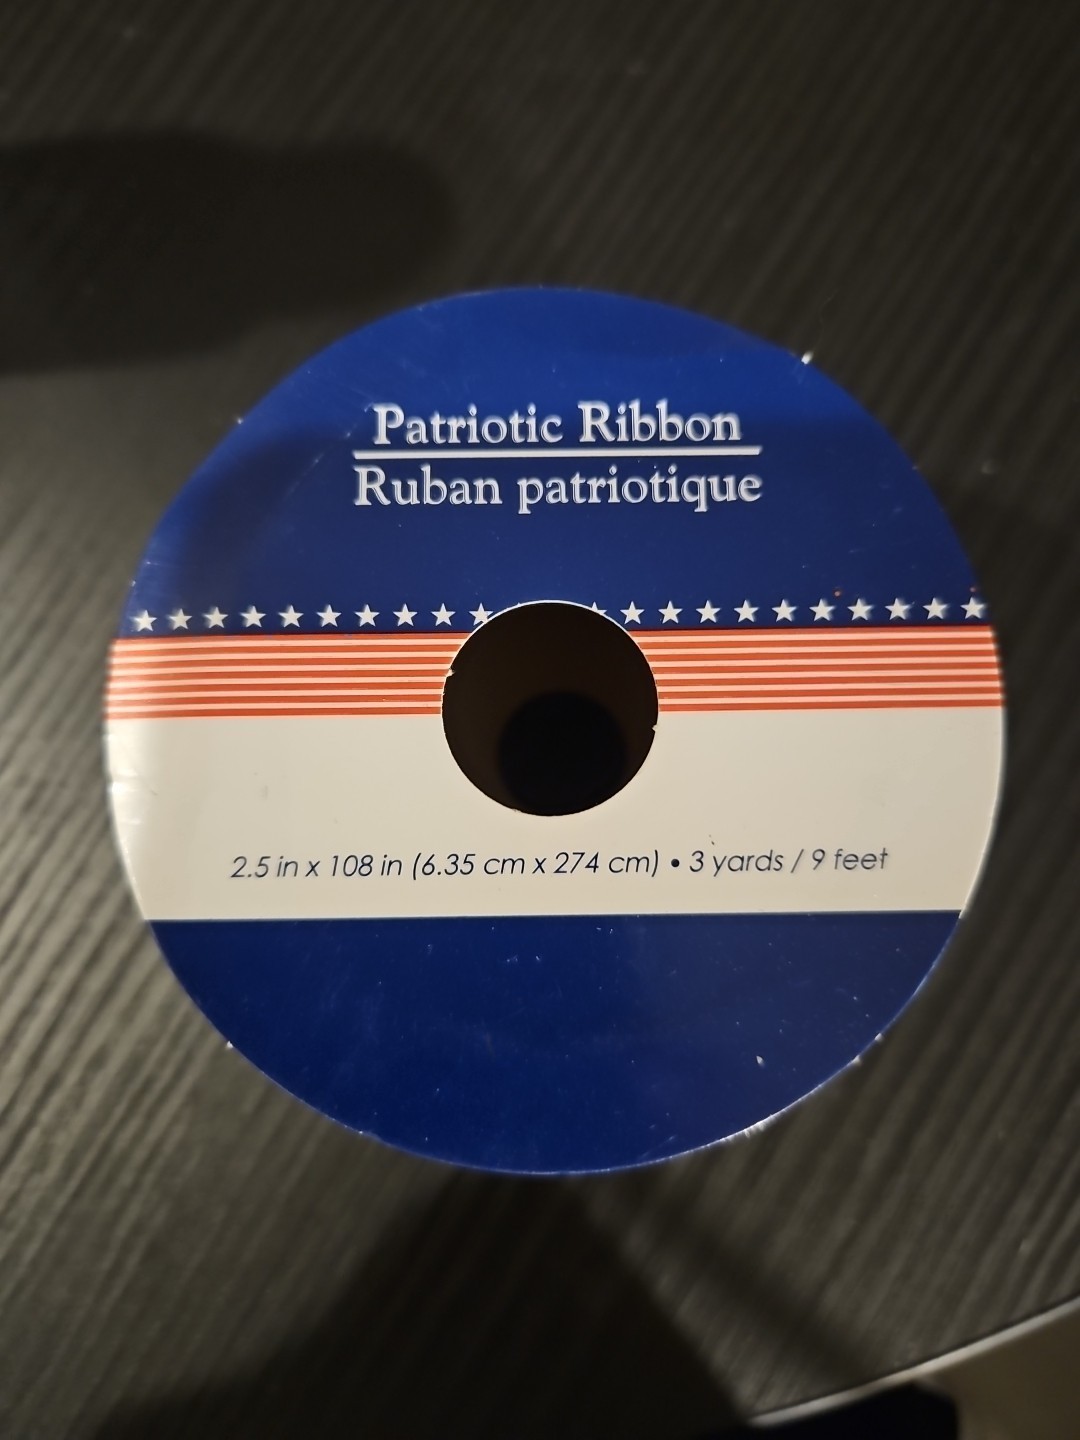 Patriotic Ribbon
Ruban patriotique
2.5 in x 108 in (6.35 cm x 274 cm) • 3 yards / 9 feet